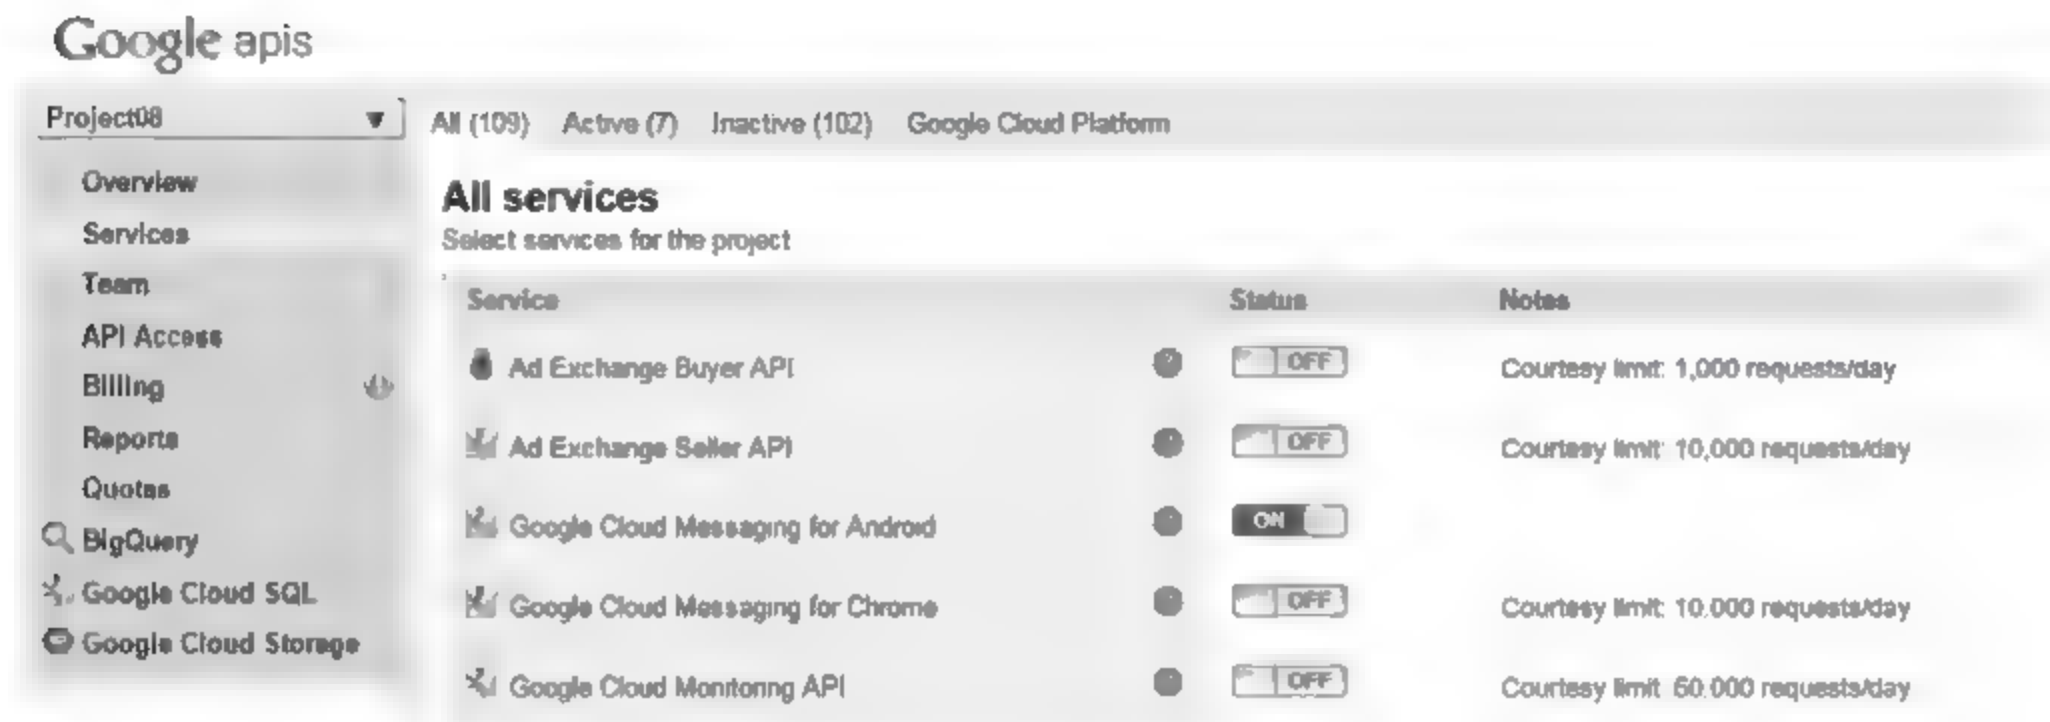 Google apis
Project08
All (109) Active (7) Inactive (102) Google Cloud Platform
Overview
Services
Team
API Access
Billing
Reports
Quotas
BigQuery
Google Cloud SQL
Google Cloud Storage
All services
Select services for the project
Service Status Notes
Ad Exchange Buyer API OFF Courtesy limit: 1,000 requests/day
Ad Exchange Seller API OFF Courtesy limit: 10,000 requests/day
Google Cloud Messaging for Android ON
Google Cloud Messaging for Chrome OFF Courtesy limit: 10,000 requests/day
Google Cloud Monitoring API OFF Courtesy limit: 50,000 requests/day